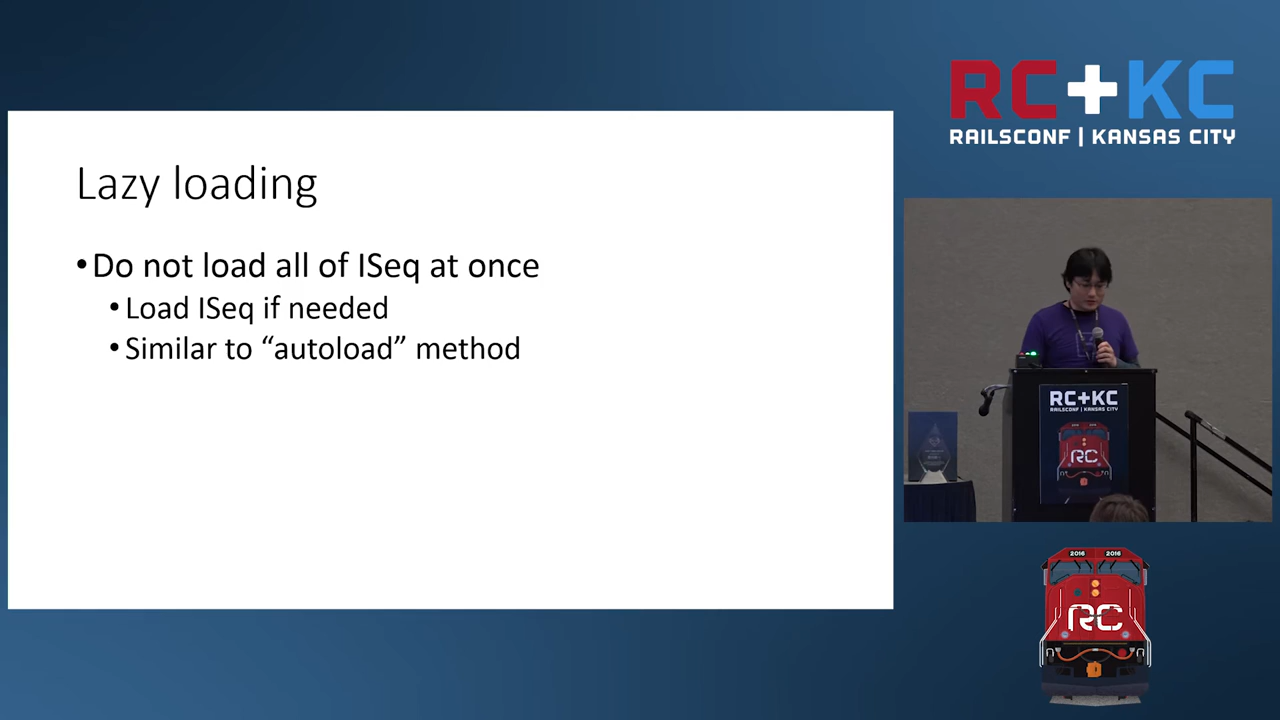 RC+KC
RAILSCONF | KANSAS CITY
Lazy loading
•Do not load all of ISeq at once
•Load ISeq if needed
•Similar to “autoload” method
RC+KC
RAILSCONF | KANSAS CITY
RC
2016 2016
RC